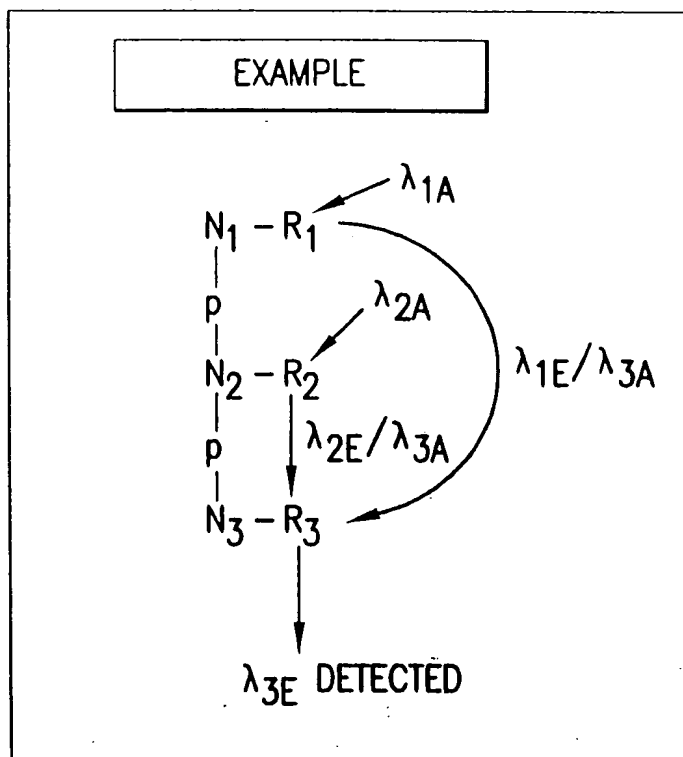 EXAMPLE
λ1A
N1 – R1
p
λ2A
N2 – R2
λ1E/λ3A
λ2E/λ3A
p
N3 – R3
λ3E DETECTED